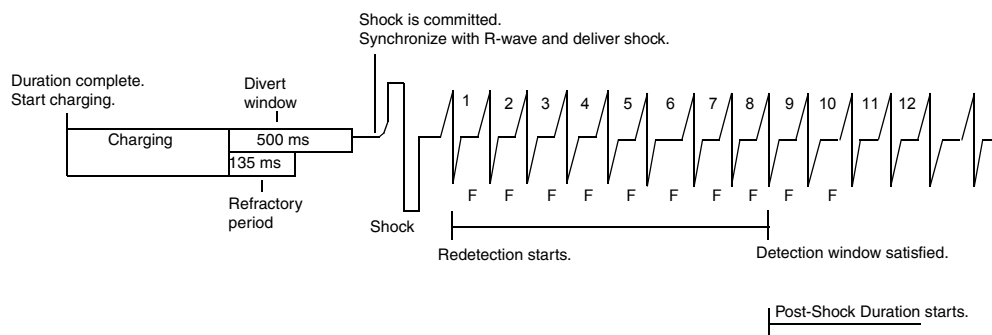 Shock is committed.
Synchronize with R-wave and deliver shock.
Duration complete.
Start charging.
Divert
window
1 2 3 4 5 6 7 8 9 10 11 12
Charging
500 ms
135 ms
F F F F F F F F F F
Refractory
period
Shock
Redetection starts.
Detection window satisfied.
Post-Shock Duration starts.